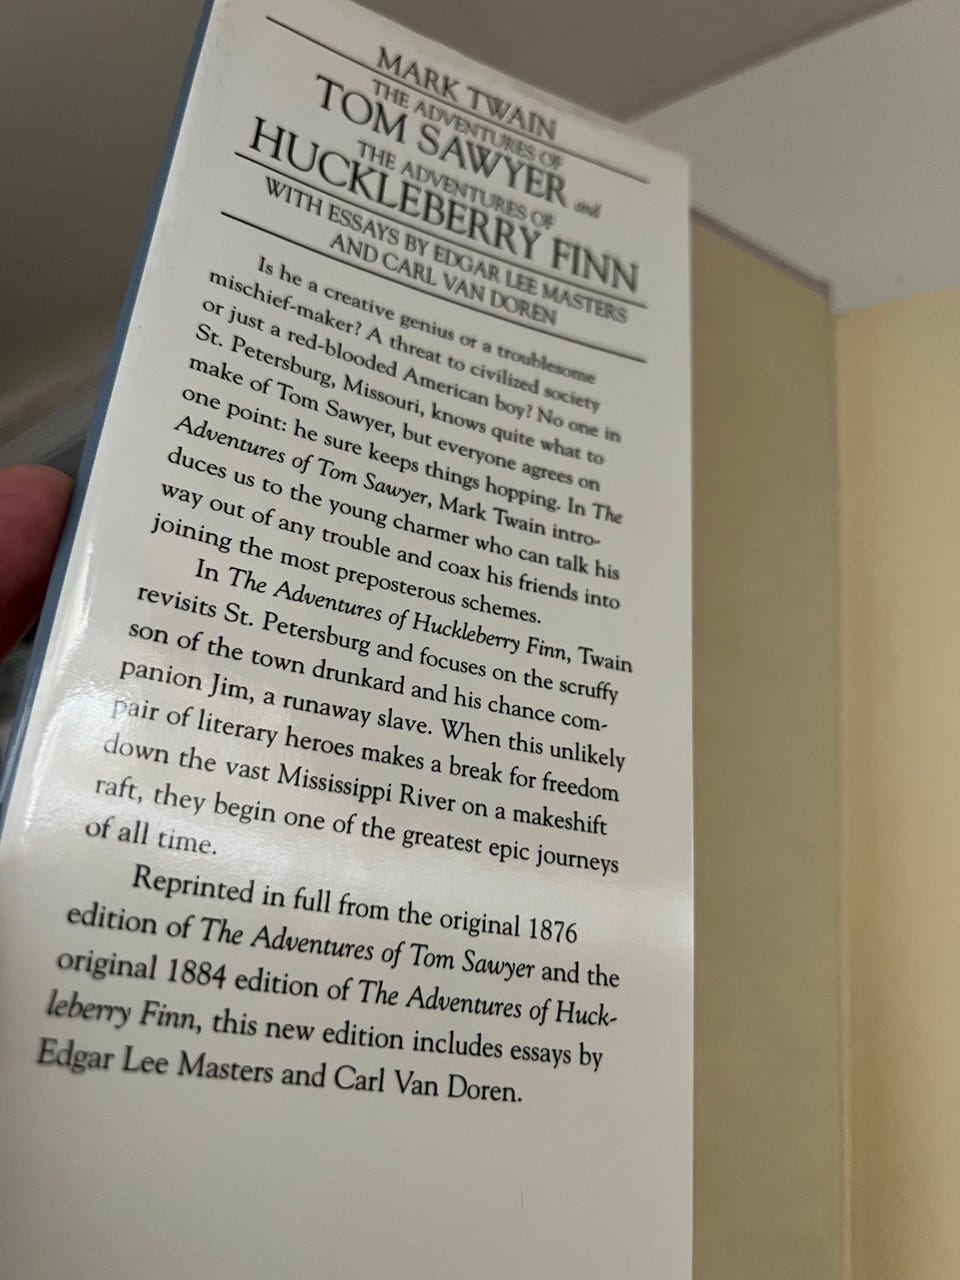 MARK TWAIN
THE ADVENTURES OF
TOM SAWYER and
THE ADVENTURES OF
HUCKLEBERRY FINN
WITH ESSAYS BY EDGAR LEE MASTERS
AND CARL VAN DOREN
Is he a creative genius or a troublesome
mischief-maker? A threat to civilized society
or just a red-blooded American boy? No one in
St. Petersburg, Missouri, knows quite what to
make of Tom Sawyer, but everyone agrees on
one point: he sure keeps things hopping. In The
Adventures of Tom Sawyer, Mark Twain intro-
duces us to the young charmer who can talk his
way out of any trouble and coax his friends into
joining the most preposterous schemes.
In The Adventures of Huckleberry Finn, Twain
revisits St. Petersburg and focuses on the scruffy
son of the town drunkard and his chance com-
panion Jim, a runaway slave. When this unlikely
pair of literary heroes makes a break for freedom
down the vast Mississippi River on a makeshift
raft, they begin one of the greatest epic journeys
of all time.
Reprinted in full from the original 1876
edition of The Adventures of Tom Sawyer and the
original 1884 edition of The Adventures of Huck-
leberry Finn, this new edition includes essays by
Edgar Lee Masters and Carl Van Doren.